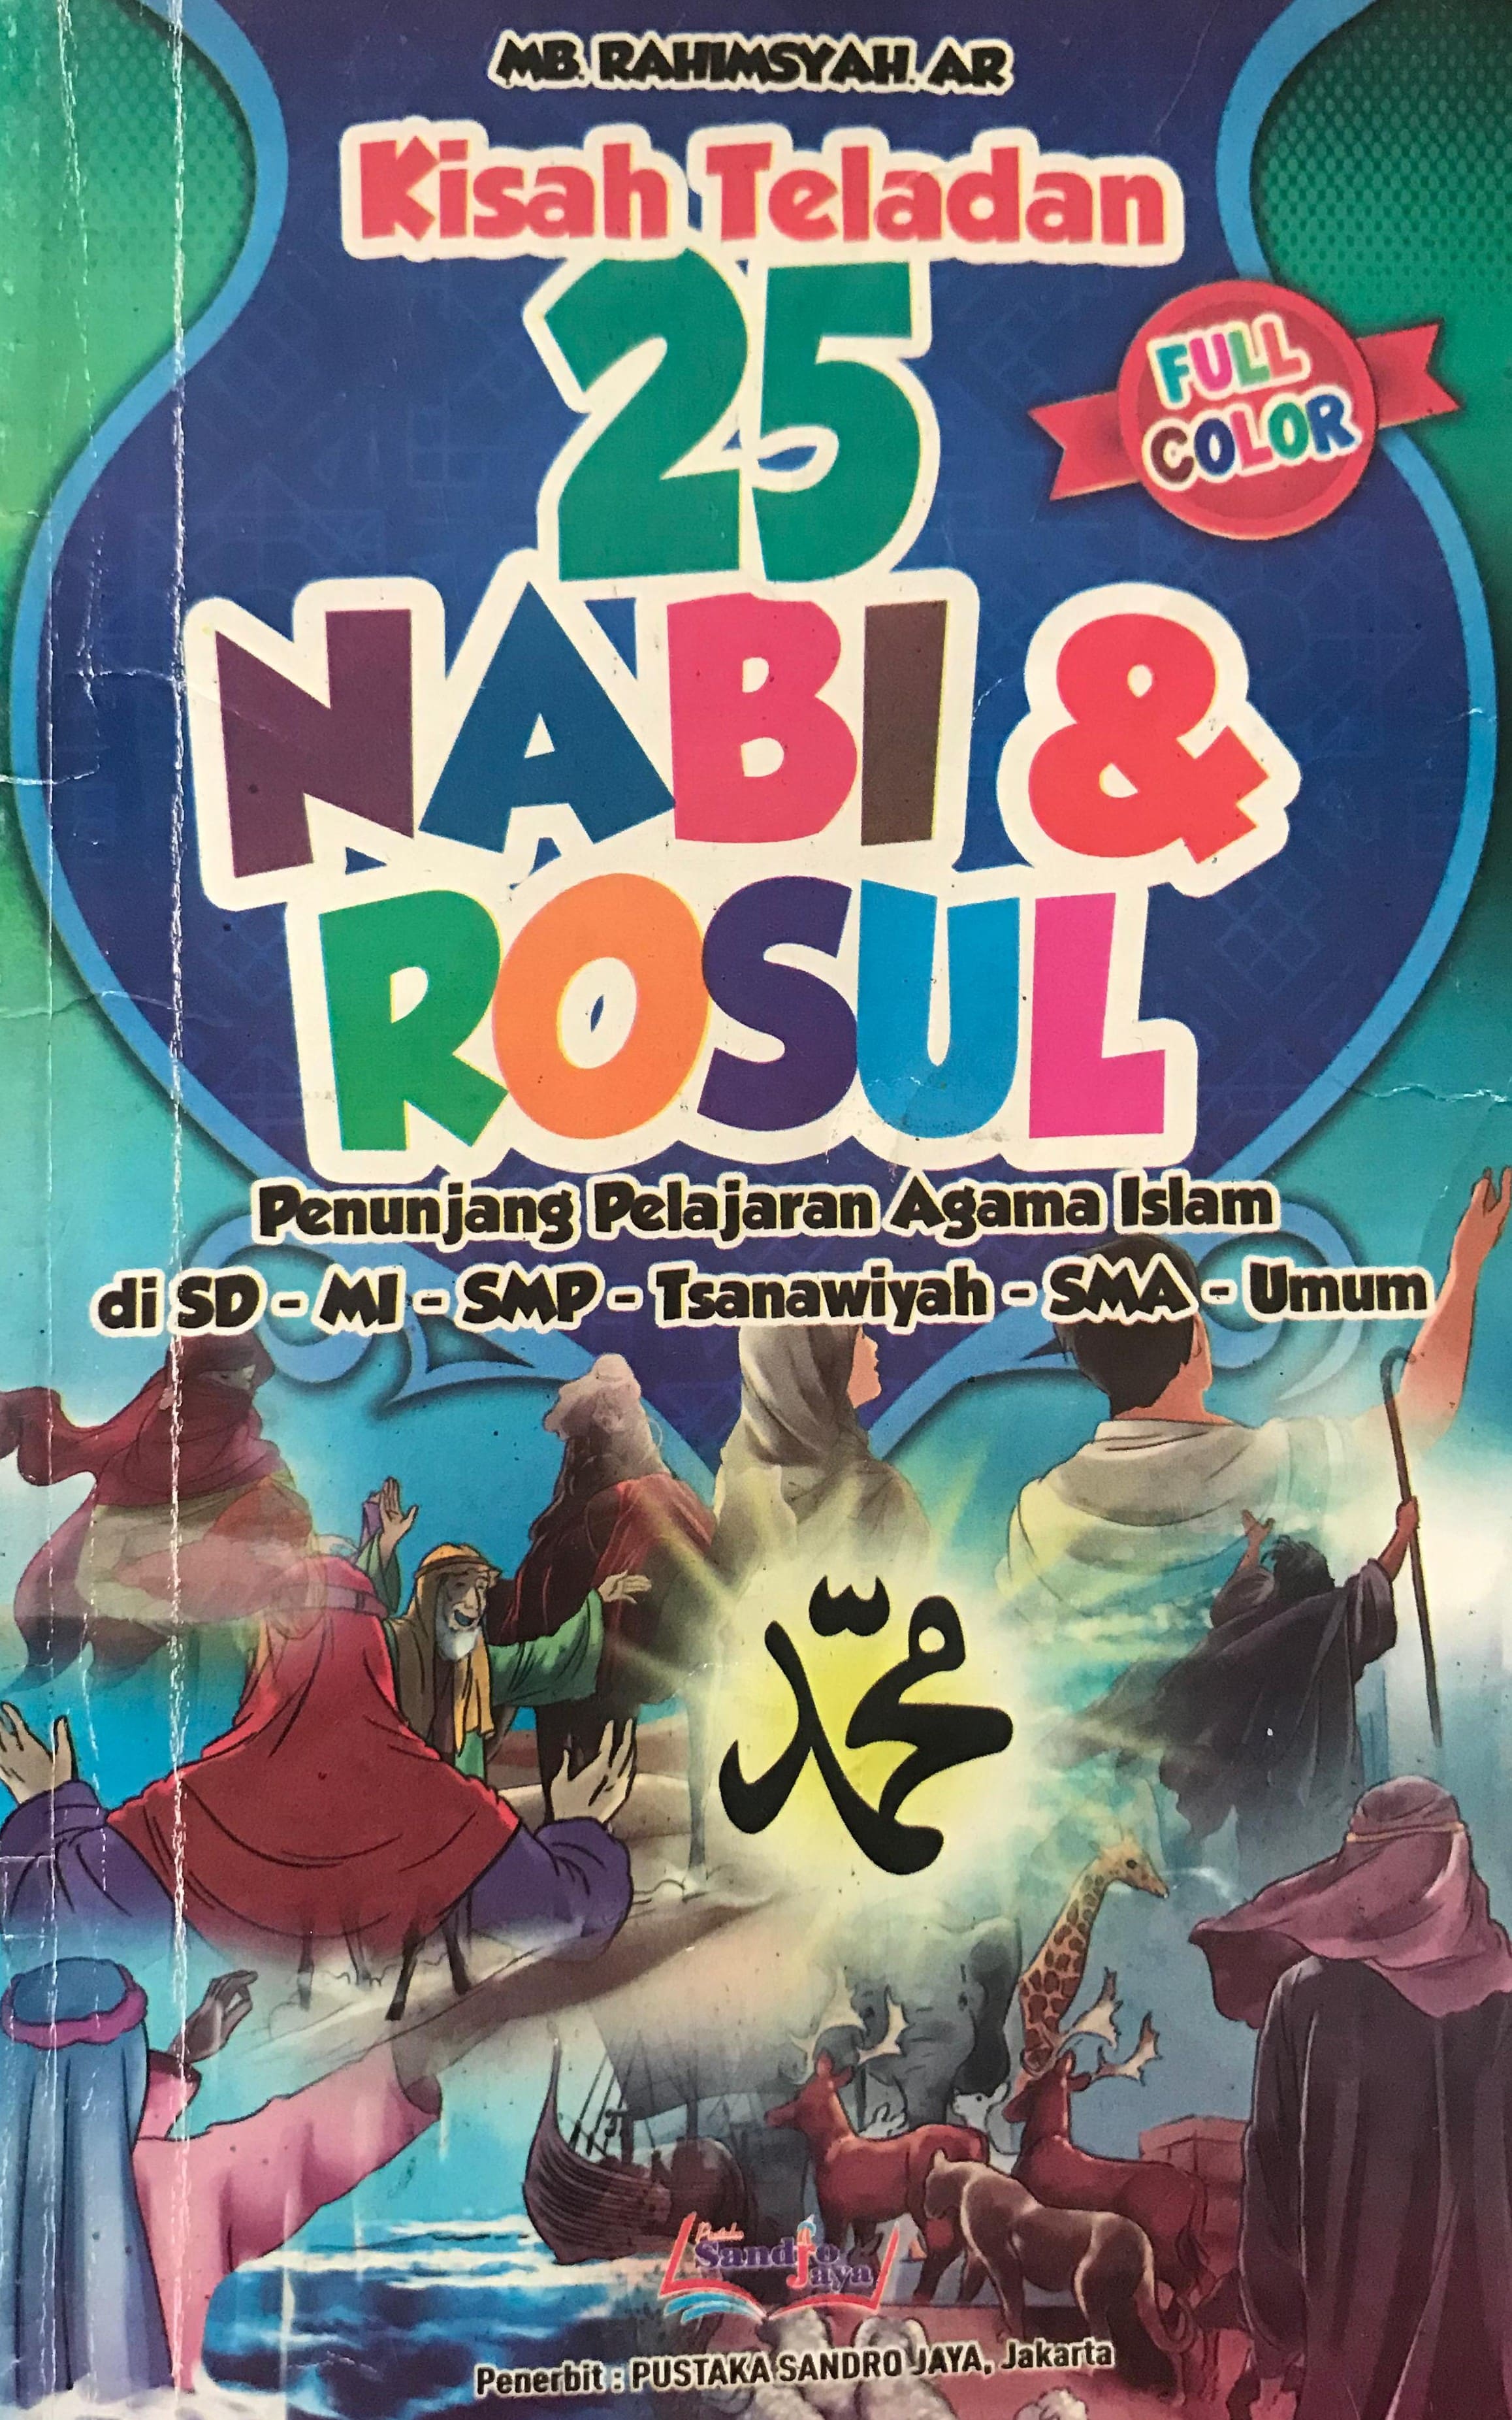 MB. RAHIMSYAH. AR
Kisah Teladan
25
FULL
COLOR
NABI &
ROSUL
Penunjang Pelajaran Agama Islam
di SD - MI - SMP - Tsanawiyah - SMA - Umum
محمد
Pustaka
Sandro
Jaya
Penerbit : PUSTAKA SANDRO JAYA, Jakarta